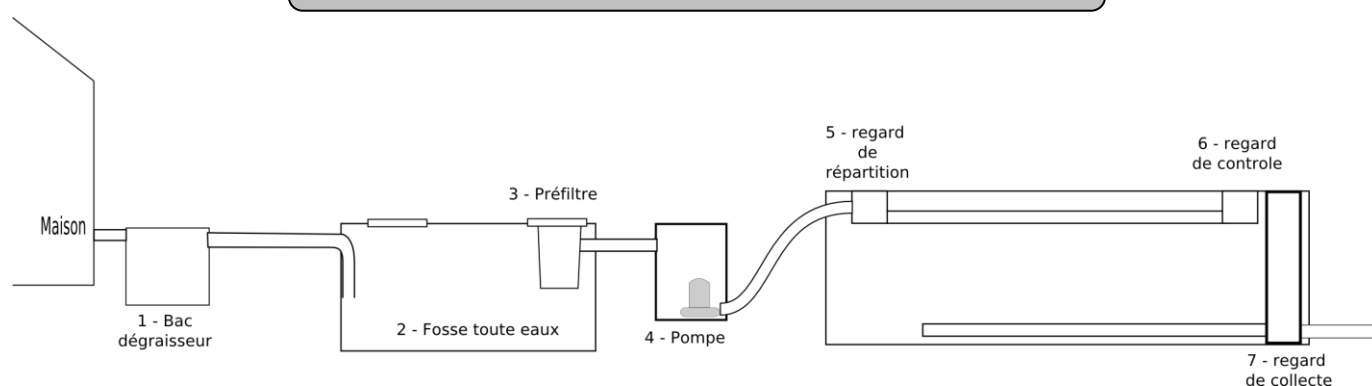 Maison
1 - Bac
dégraisseur
2 - Fosse toute eaux
3 - Préfiltre
4 - Pompe
5 - regard
de
répartition
6 - regard
de controle
7 - regard
de collecte